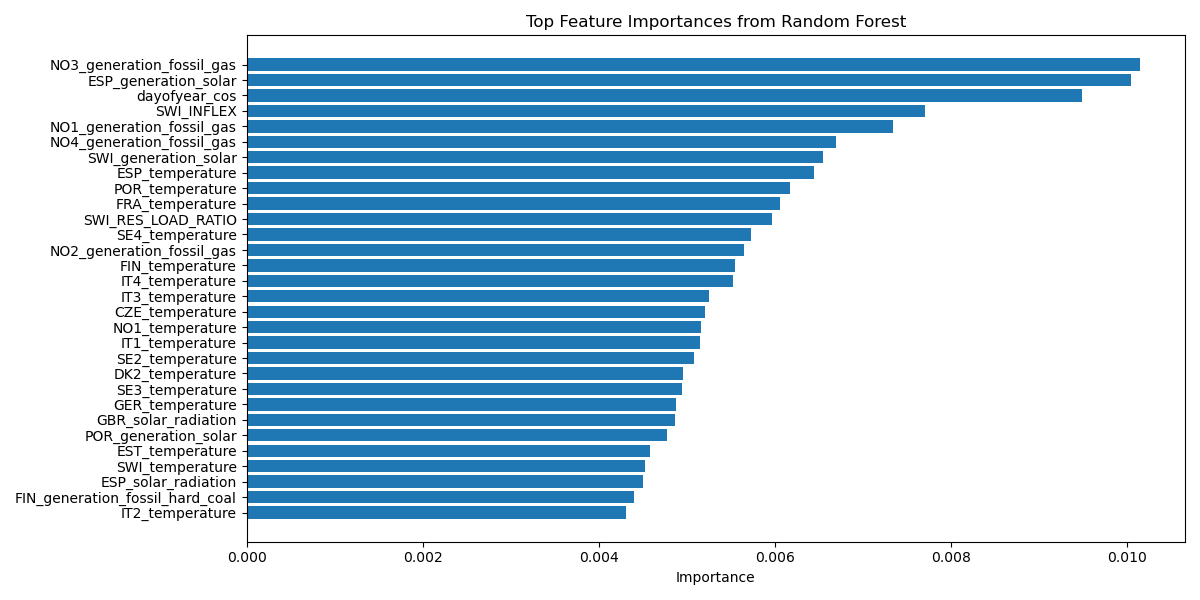 Top Feature Importances from Random Forest
NO3_generation_fossil_gas
ESP_generation_solar
dayofyear_cos
SWI_INFLEX
NO1_generation_fossil_gas
NO4_generation_fossil_gas
SWI_generation_solar
ESP_temperature
POR_temperature
FRA_temperature
SWI_RES_LOAD_RATIO
SE4_temperature
NO2_generation_fossil_gas
FIN_temperature
IT4_temperature
IT3_temperature
CZE_temperature
NO1_temperature
IT1_temperature
SE2_temperature
DK2_temperature
SE3_temperature
GER_temperature
GBR_solar_radiation
POR_generation_solar
EST_temperature
SWI_temperature
ESP_solar_radiation
FIN_generation_fossil_hard_coal
IT2_temperature
0.000 0.002 0.004 0.006 0.008 0.010
Importance